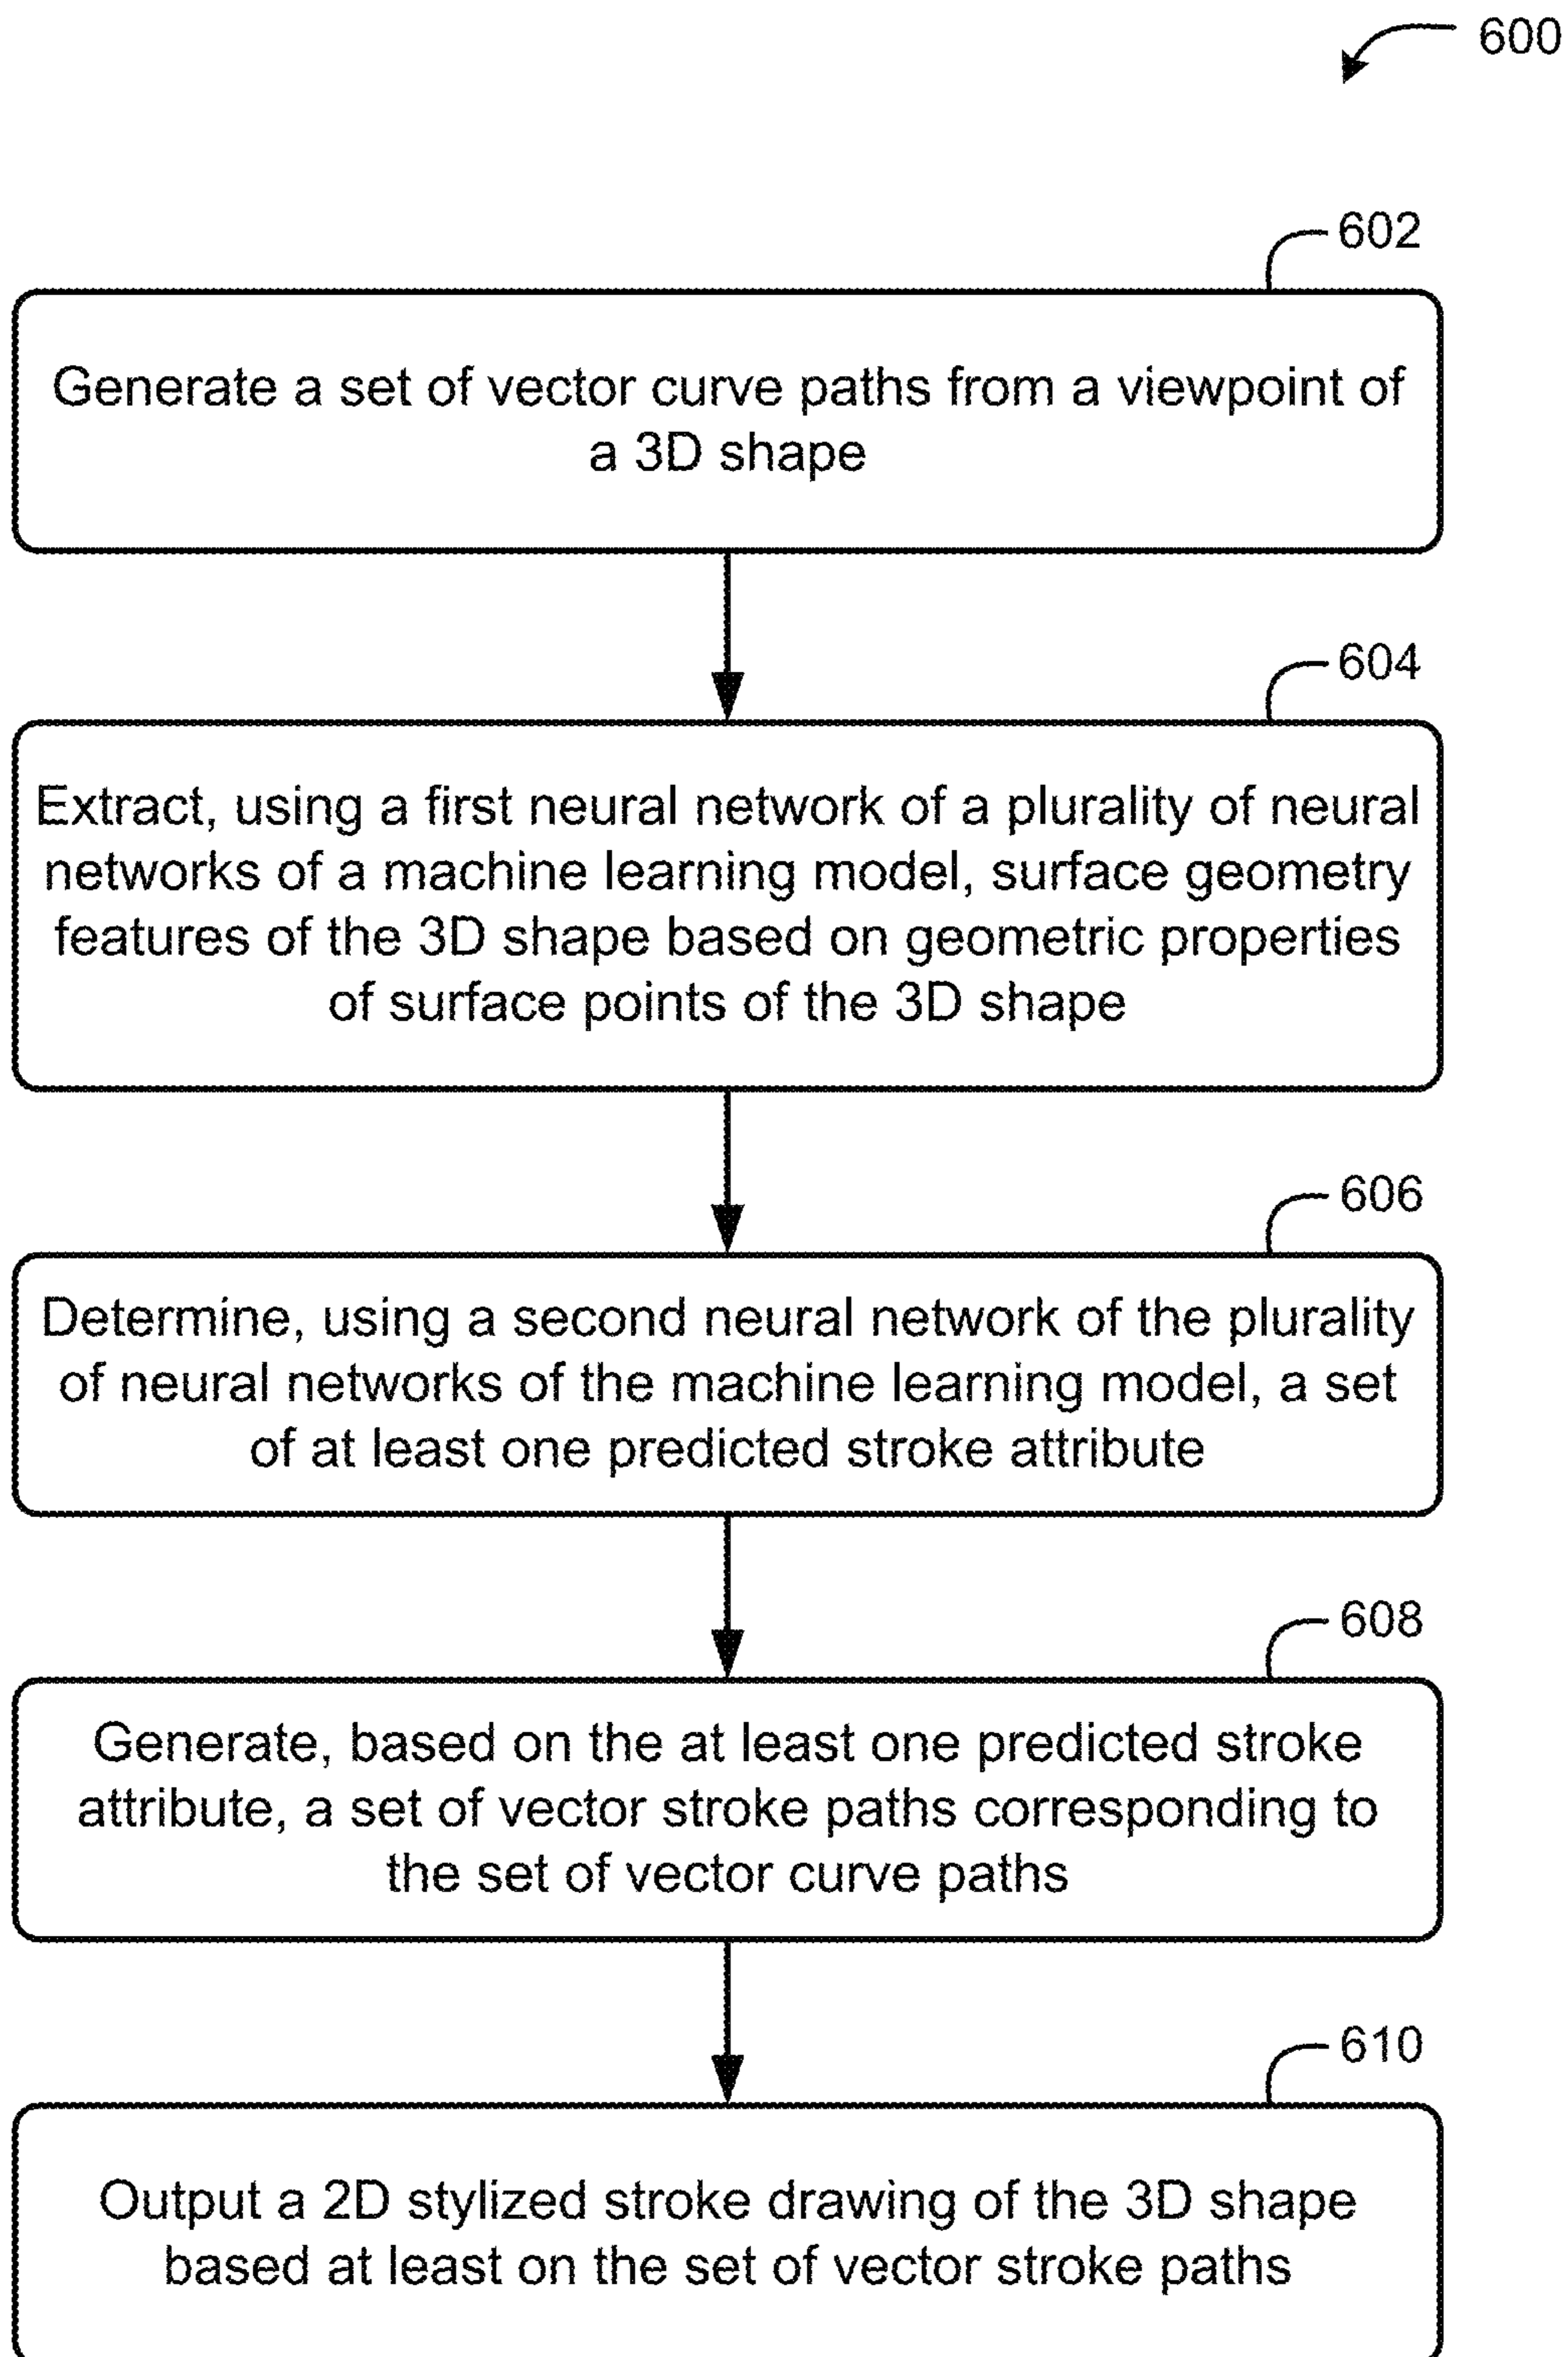 600
602
Generate a set of vector curve paths from a viewpoint of
a 3D shape
604
Extract, using a first neural network of a plurality of neural
networks of a machine learning model, surface geometry
features of the 3D shape based on geometric properties
of surface points of the 3D shape
606
Determine, using a second neural network of the plurality
of neural networks of the machine learning model, a set
of at least one predicted stroke attribute
608
Generate, based on the at least one predicted stroke
attribute, a set of vector stroke paths corresponding to
the set of vector curve paths
610
Output a 2D stylized stroke drawing of the 3D shape
based at least on the set of vector stroke paths